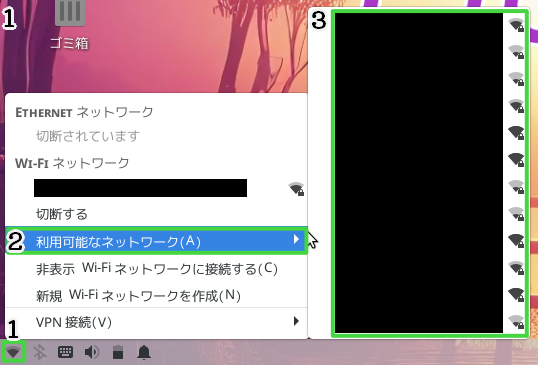 1
3
ゴミ箱
ETHERNET ネットワーク
切断されています
WI-FI ネットワーク
切断する
2
利用可能なネットワーク(A)
非表示 Wi-Fi ネットワークに接続する(C)
新規 Wi-Fi ネットワークを作成(N)
1
VPN 接続(V)